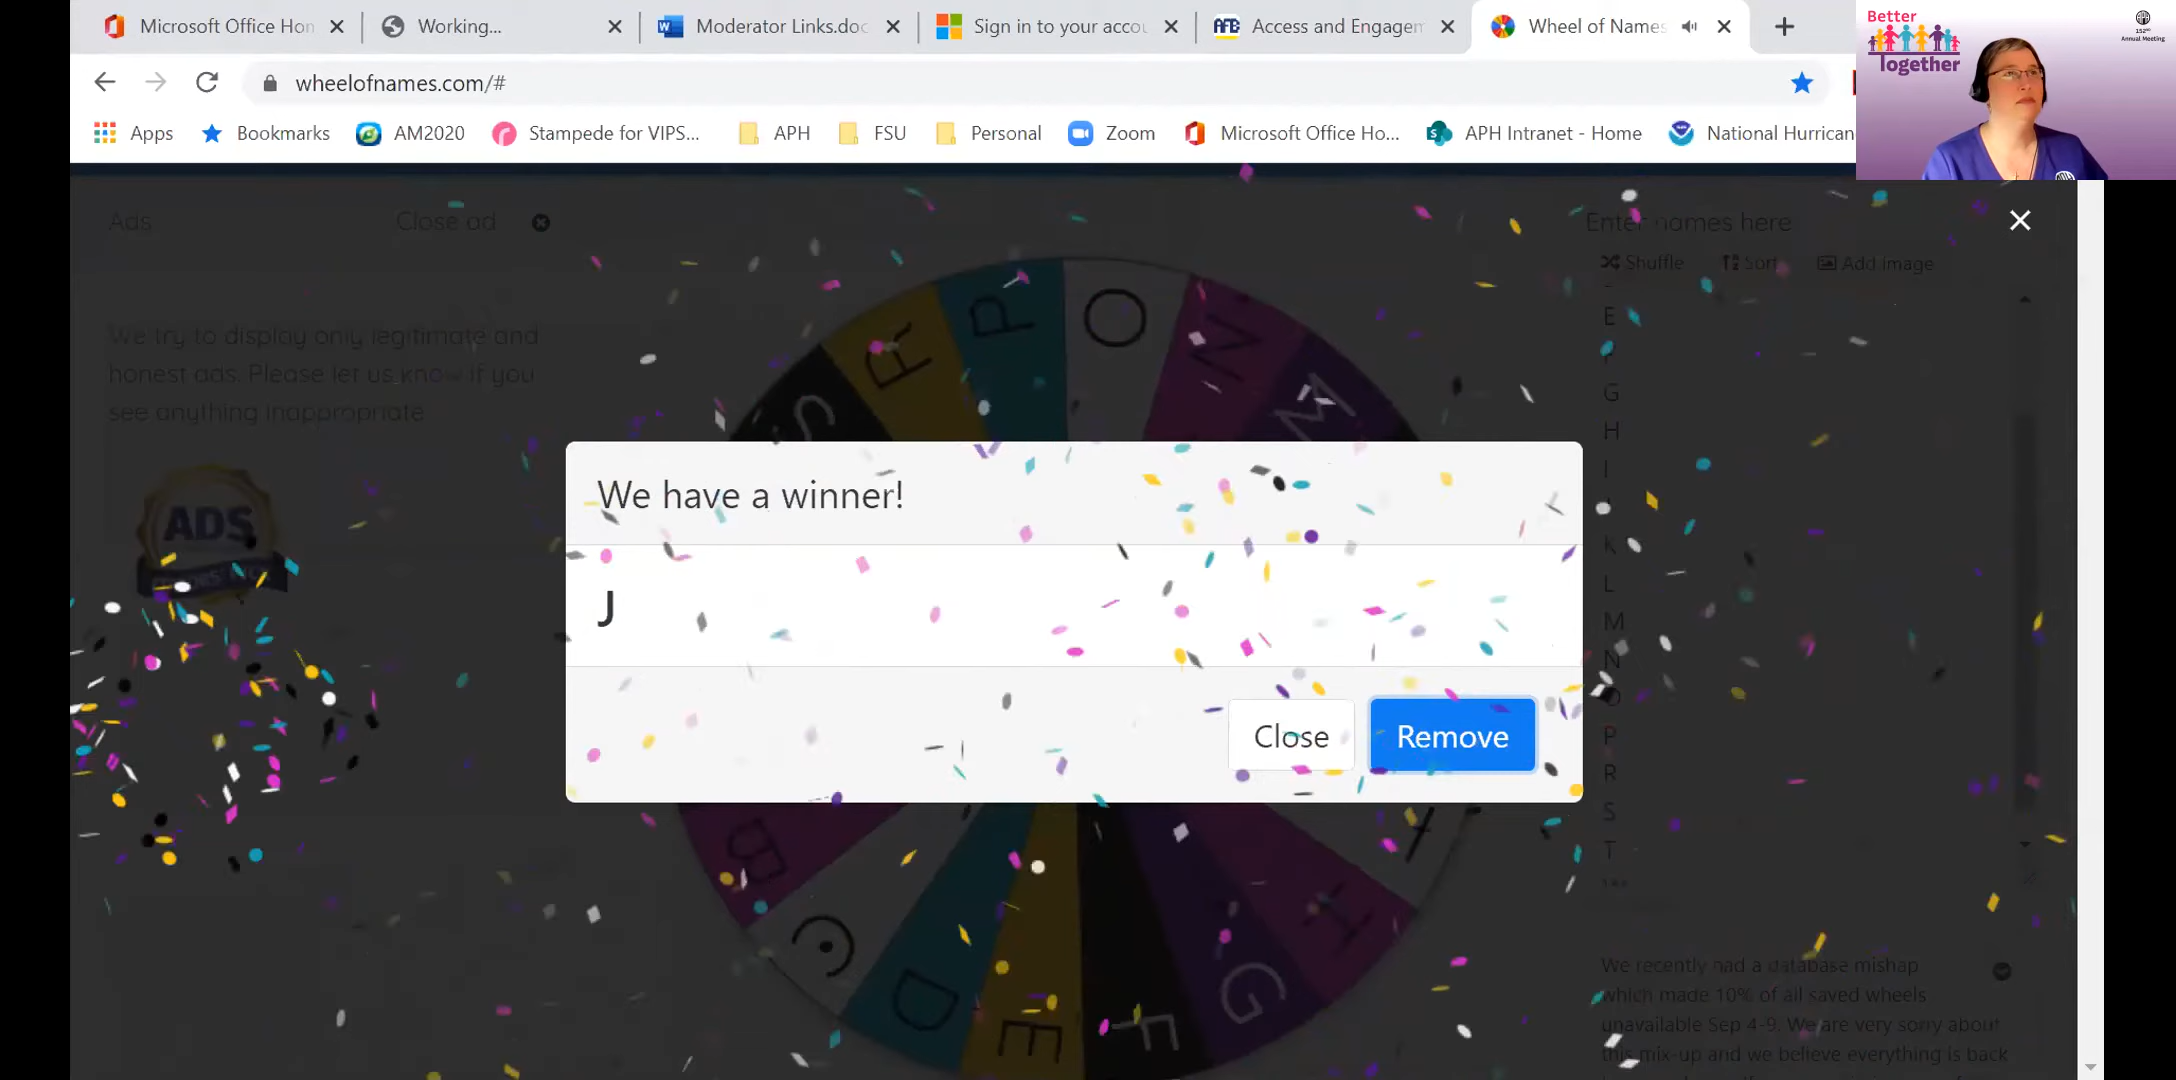 Microsoft Office Hon
Working...
Moderator Links.doc
Sign in to your accou
AFB
Access and Engagem
Wheel of Names
wheelofnames.com/#
Apps
Bookmarks
AM2020
Stampede for VIPS...
APH
FSU
Personal
Zoom
Microsoft Office Ho...
APH Intranet - Home
National Hurrican
Better
Together
152nd
Annual Meeting
Ads
Close ad
We try to display only legitimate and
honest ads. Please let us know if you
see anything inappropriate
ADS
Enter names here
Shuffle
Sort
Add image
E
F
G
H
I
K
L
M
N
O
P
R
S
T
S
R
P
O
N
M
We have a winner!
J
Close
Remove
B
C
D
E
F
G
H
I
We recently had a database mishap
which made 10% of all saved wheels
unavailable Sep 4-9. We are very sorry about
this mix-up and we believe everything is back